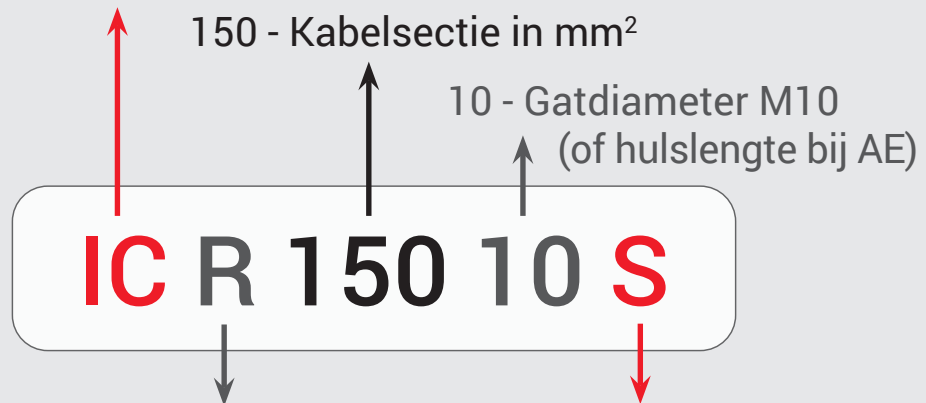 150 - Kabelsectie in mm²
10 - Gatdiameter M10
(of hulslengte bij AE)
IC R 150 10 S